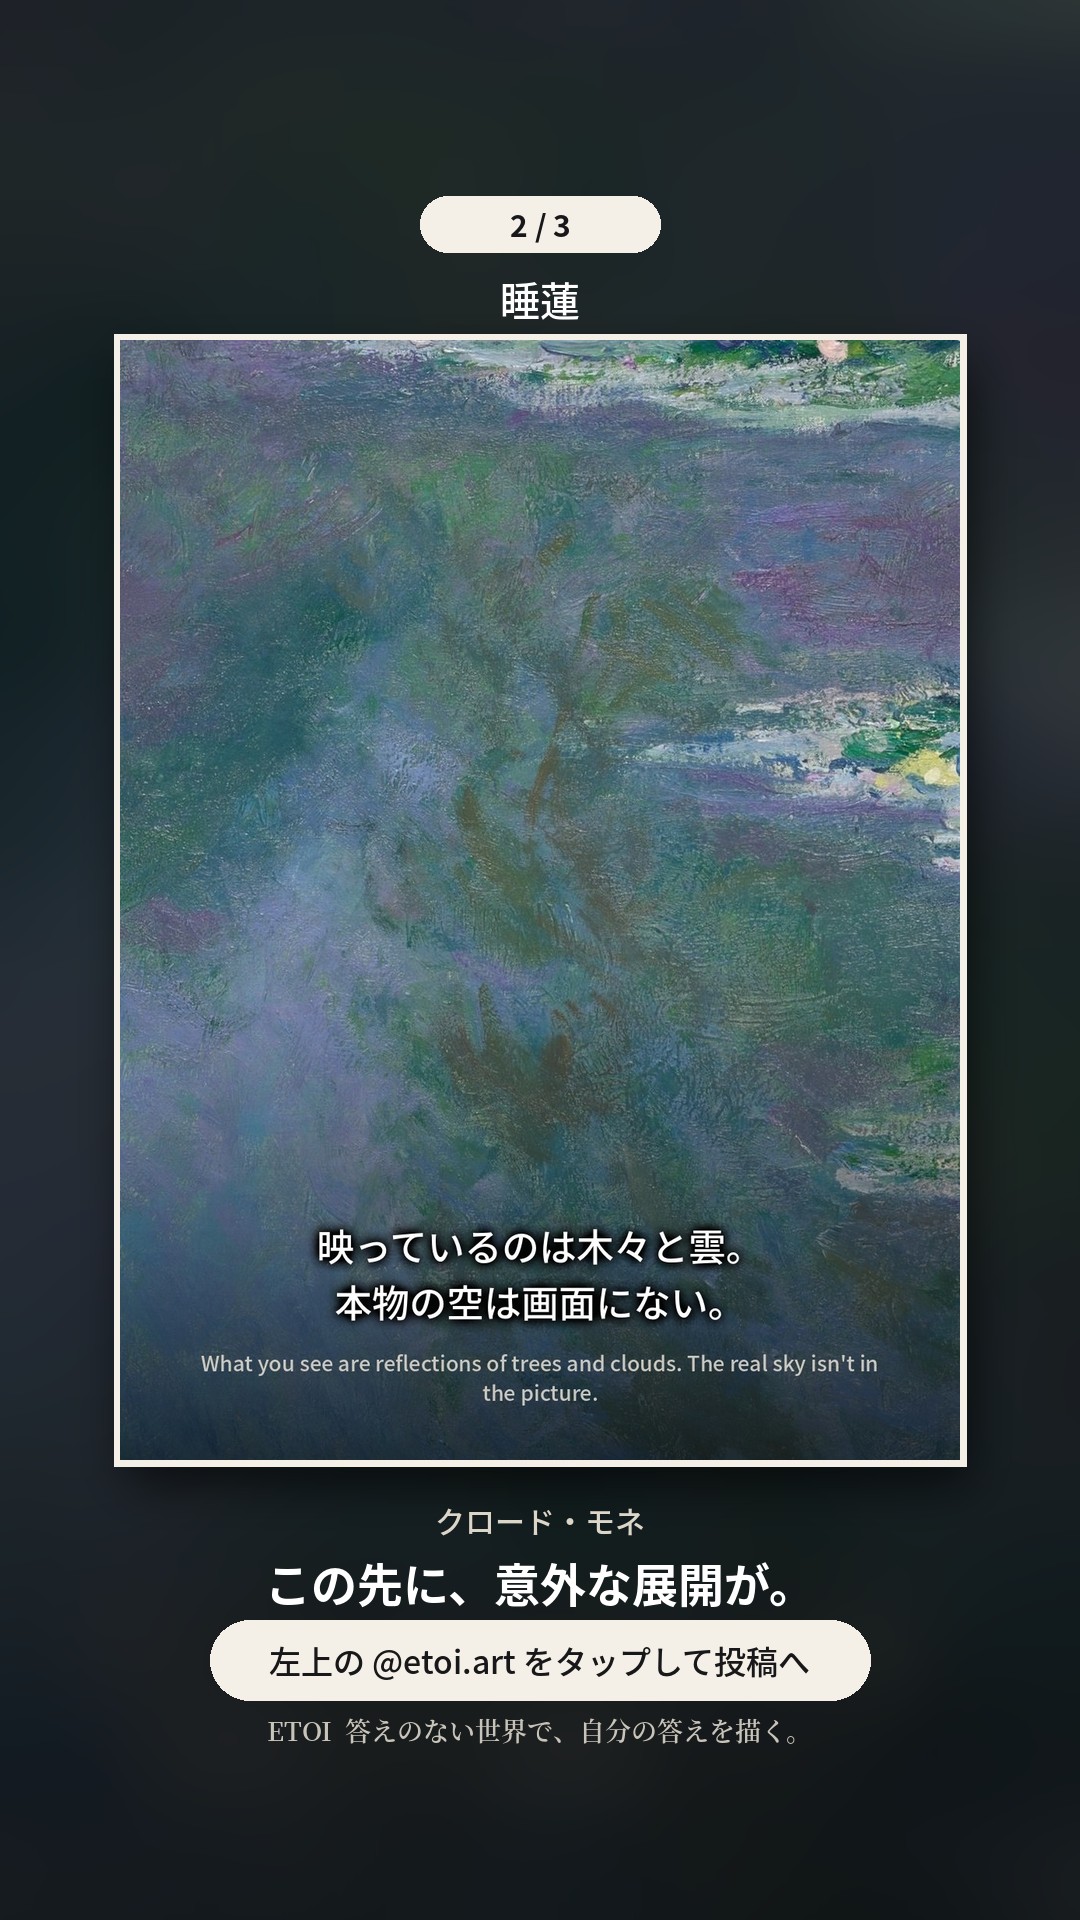 2 / 3
睡蓮
映っているのは木々と雲。
本物の空は画面にない。
What you see are reflections of trees and clouds. The real sky isn't in
the picture.
クロード・モネ
この先に、意外な展開が。
左上の @etoi.art をタップして投稿へ
ETOI 答えのない世界で、自分の答えを描く。